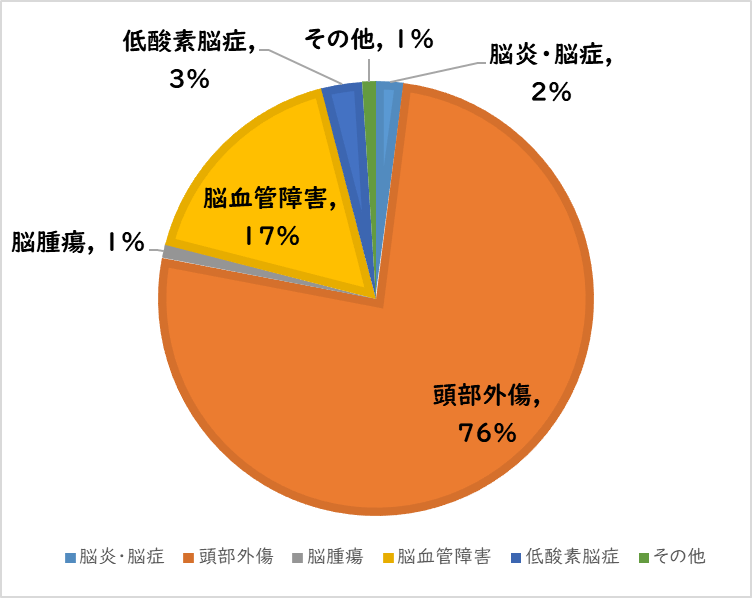 低酸素脳症,
3%
その他, 1%
脳炎・脳症,
2%
脳血管障害,
17%
脳腫瘍, 1%
頭部外傷,
76%
脳炎・脳症 頭部外傷 脳腫瘍 脳血管障害 低酸素脳症 その他